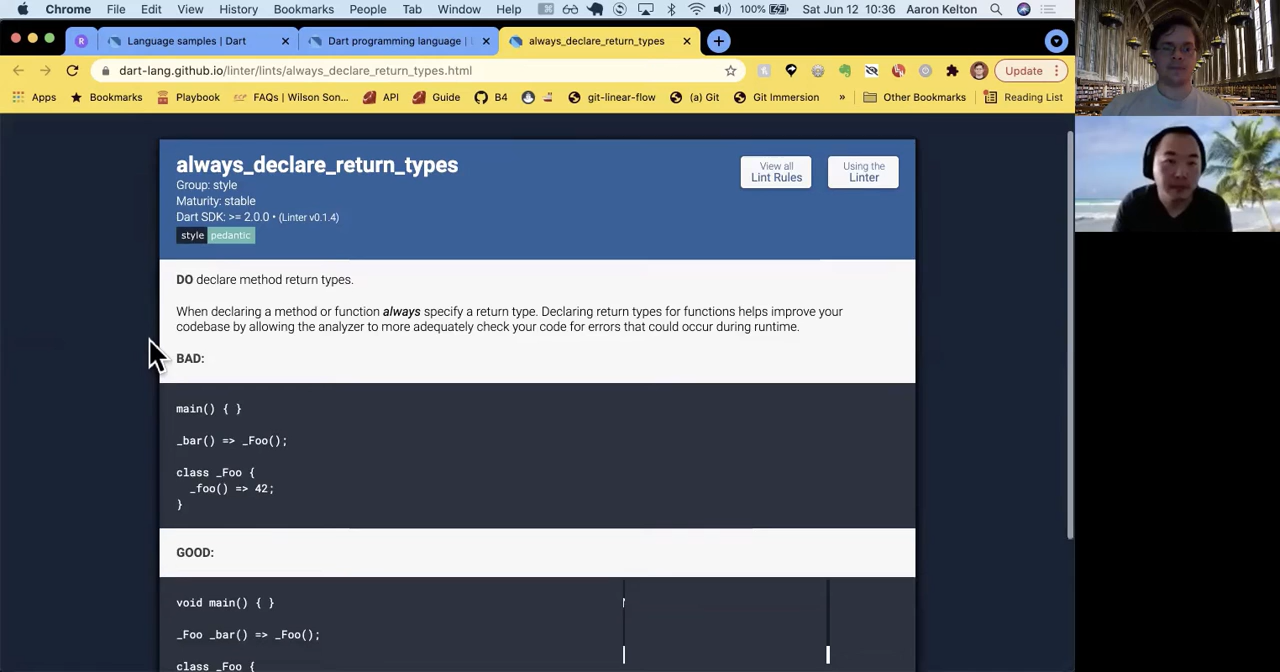 Chrome File Edit View History Bookmarks People Tab Window Help 100% Sat Jun 12 10:36 Aaron Kelton
R Language samples | Dart Dart programming language | always_declare_return_types
dart-lang.github.io/linter/lints/always_declare_return_types.html Update
Apps Bookmarks Playbook FAQs | Wilson Son... API Guide B4 git-linear-flow (a) Git Git Immersion » Other Bookmarks Reading List
always_declare_return_types
Group: style
Maturity: stable
Dart SDK: >= 2.0.0 • (Linter v0.1.4)
style pedantic
View all
Lint Rules
Using the
Linter
DO declare method return types.
When declaring a method or function always specify a return type. Declaring return types for functions helps improve your
codebase by allowing the analyzer to more adequately check your code for errors that could occur during runtime.
BAD:
main() { }
_bar() => _Foo();
class _Foo {
_foo() => 42;
}
GOOD:
void main() { }
_Foo _bar() => _Foo();
class _Foo {